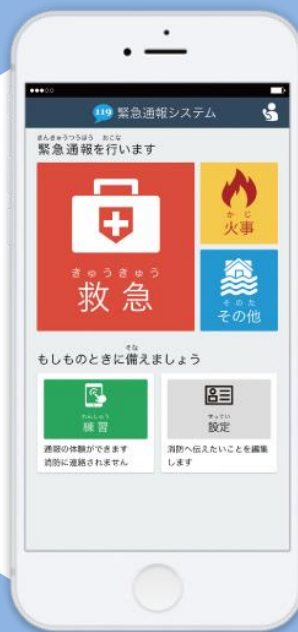 119 緊急通報システム
きんきゅうつうほう おこな
緊急通報を行います
きゅうきゅう
救急
かじ
火事
そのた
その他
そな
もしものときに備えましょう
れんしゅう
練習
通報の体験ができます
消防に連絡されません
せってい
設定
消防へ伝えたいことを編集
します